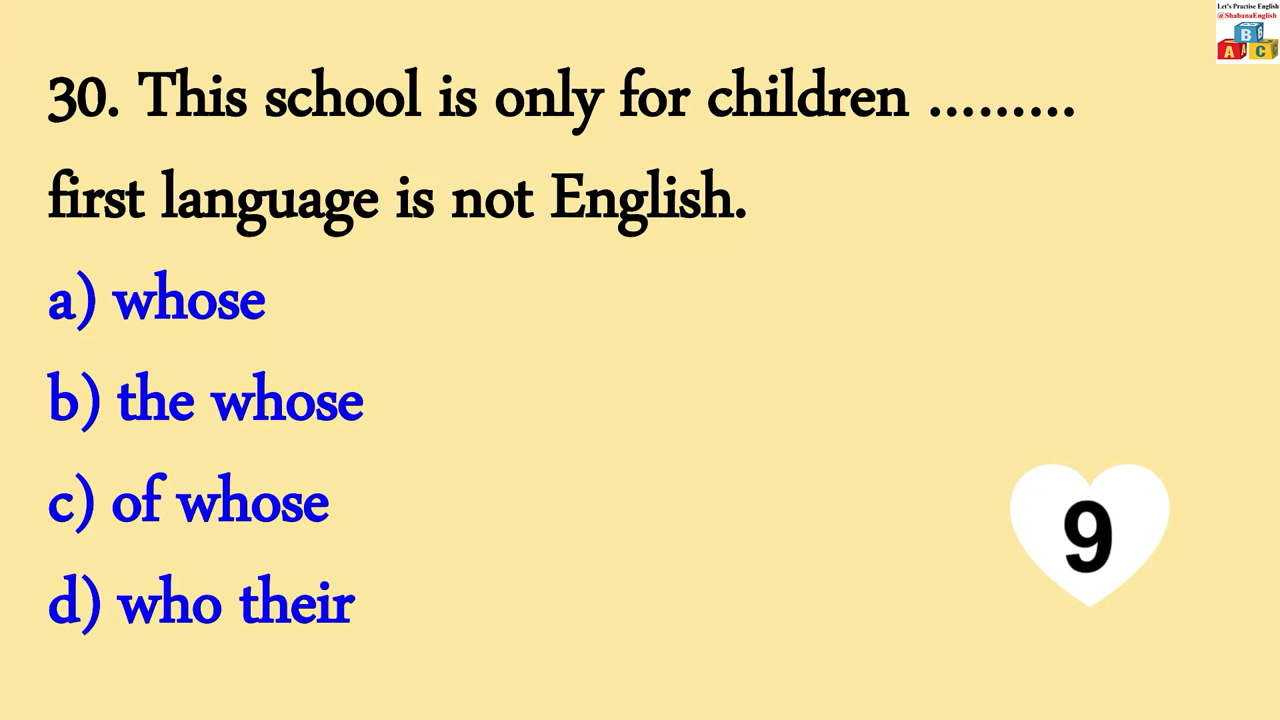 Let's Practise English
@ShabanaEnglish
B
A A C
30. This school is only for children .........
first language is not English.
a) whose
b) the whose
c) of whose
d) who their
9